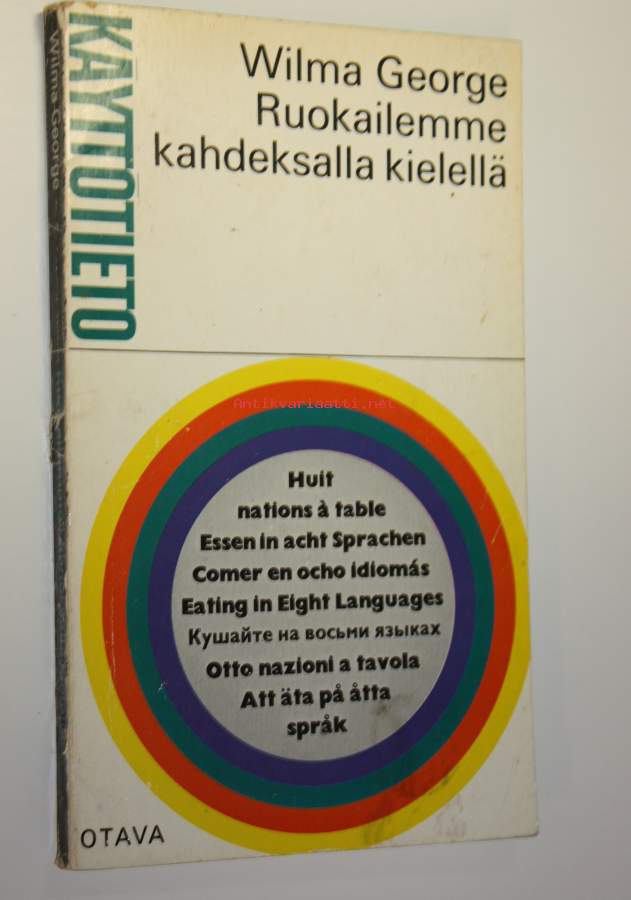 Wilma George
Ruokailemme
kahdeksalla kielellä
KÄYTTÖTIETO
Wilma George
Antikvariaatti.net
Huit
nations à table
Essen in acht Sprachen
Comer en ocho idiomás
Eating in Eight Languages
Кушайте на восьми языках
Otto nazioni a tavola
Att äta på åtta
språk
OTAVA